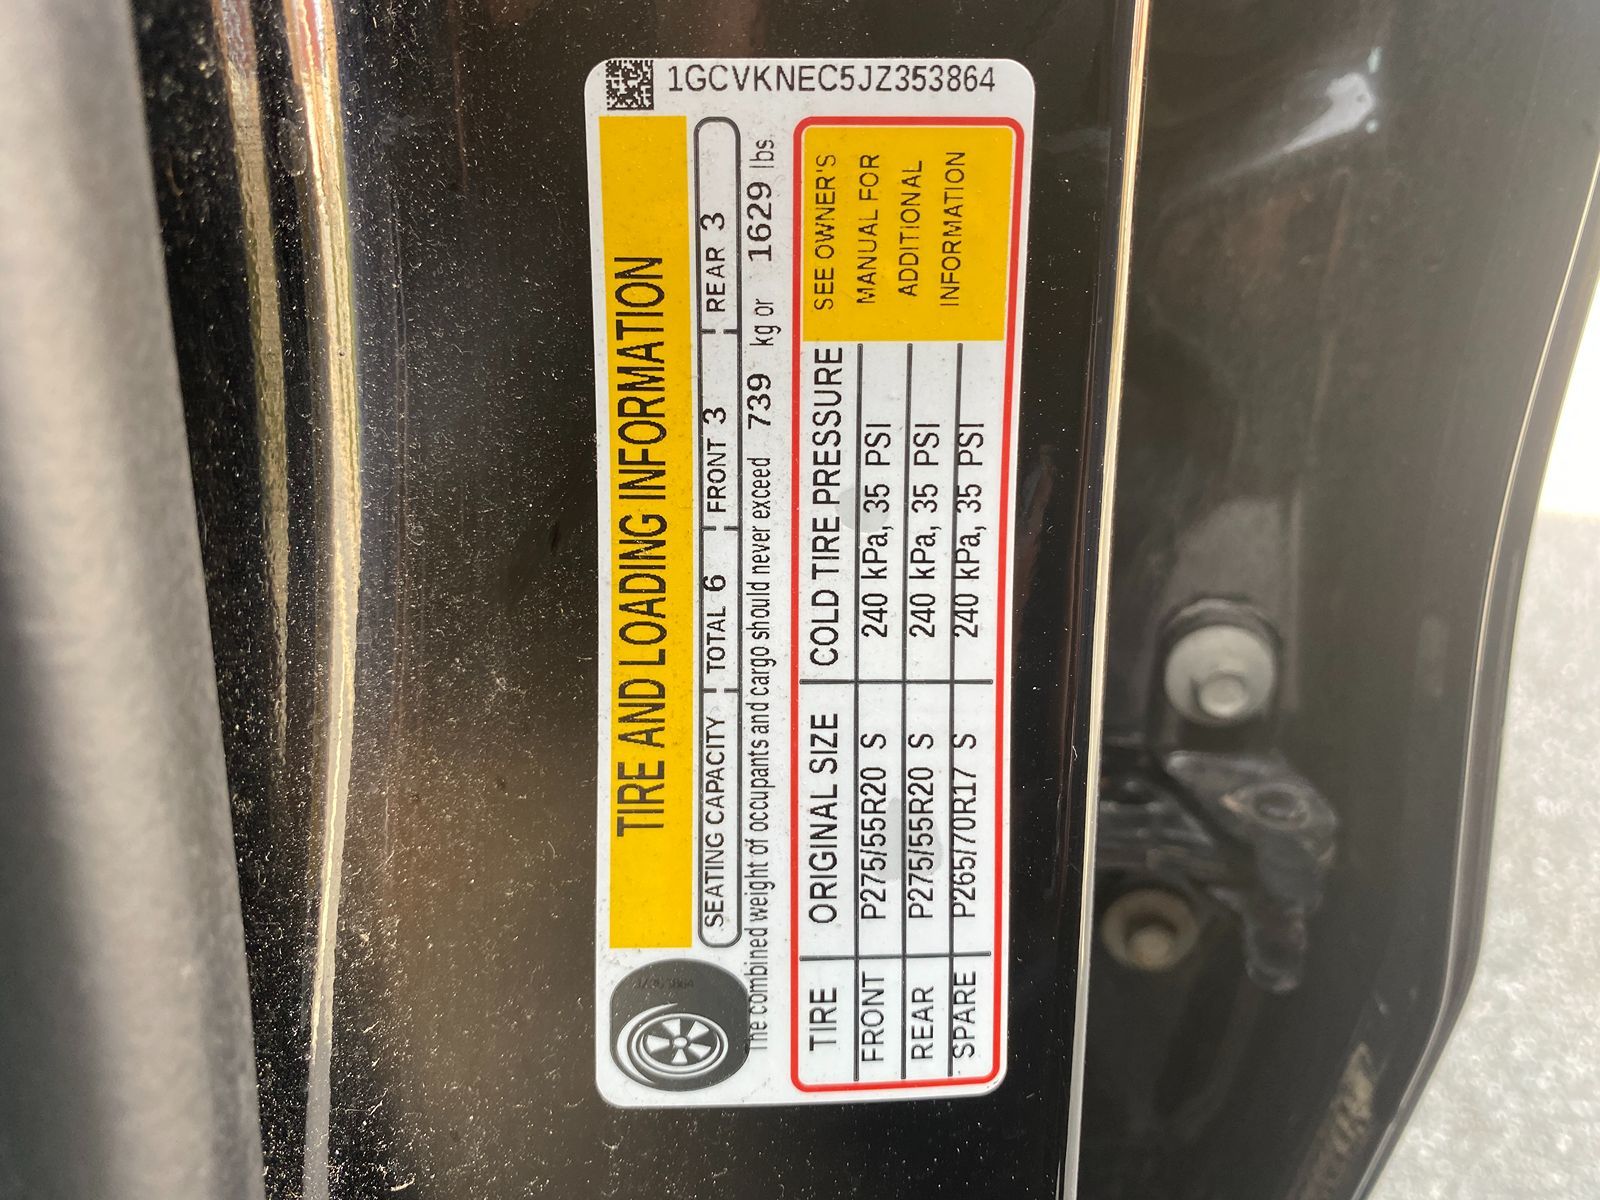 1GCVKNEC5JZ353864
TIRE AND LOADING INFORMATION
SEATING CAPACITY TOTAL 6 FRONT 3 REAR 3
The combined weight of occupants and cargo should never exceed 739 kg or 1629 lbs.
TIRE ORIGINAL SIZE COLD TIRE PRESSURE
FRONT P275/55R20 S 240 kPa, 35 PSI
REAR P275/55R20 S 240 kPa, 35 PSI
SPARE P265/70R17 S 240 kPa, 35 PSI
SEE OWNER'S
MANUAL FOR
ADDITIONAL
INFORMATION